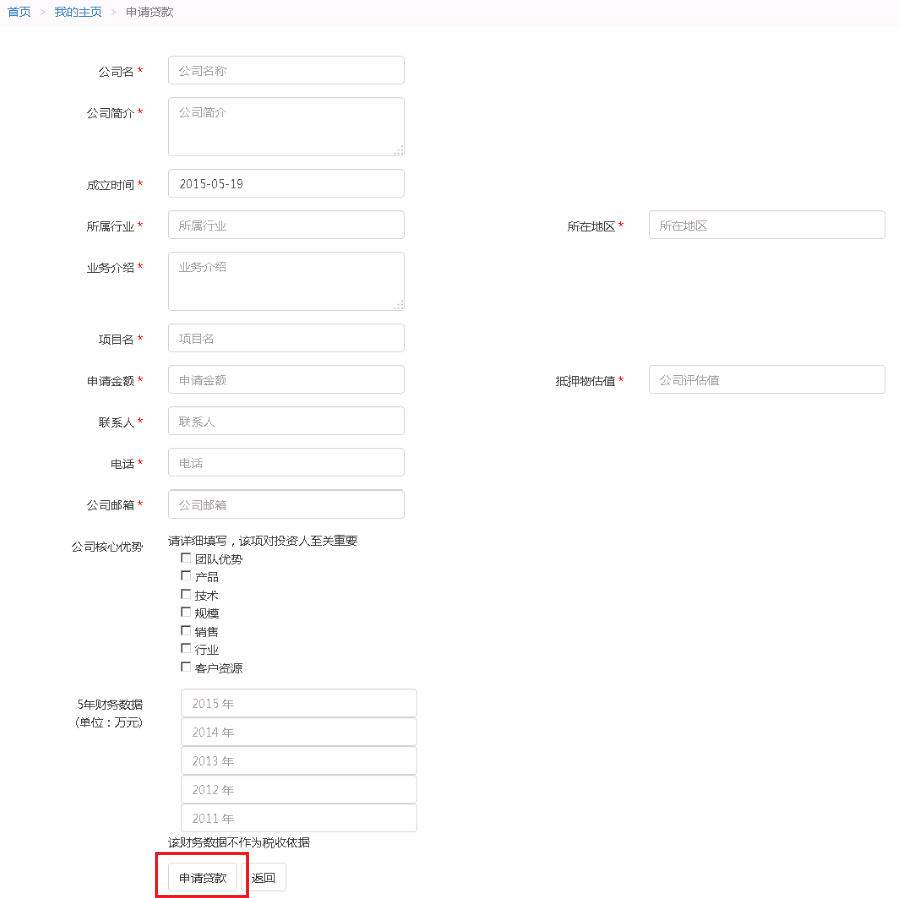 首页 > 我的主页 > 申请贷款
公司名 * 公司名称
公司简介 * 公司简介
成立时间 * 2015-05-19
所属行业 * 所属行业 所在地区 * 所在地区
业务介绍 * 业务介绍
项目名 * 项目名
申请金额 * 申请金额 抵押物估值 * 公司评估值
联系人 * 联系人
电话 * 电话
公司邮箱 * 公司邮箱
公司核心优势 请详细填写，该项对投资人至关重要
团队优势
产品
技术
规模
销售
行业
客户资源
5年财务数据 2015 年
(单位：万元)
2014 年
2013 年
2012 年
2011 年
该财务数据不作为税收依据
申请贷款 返回